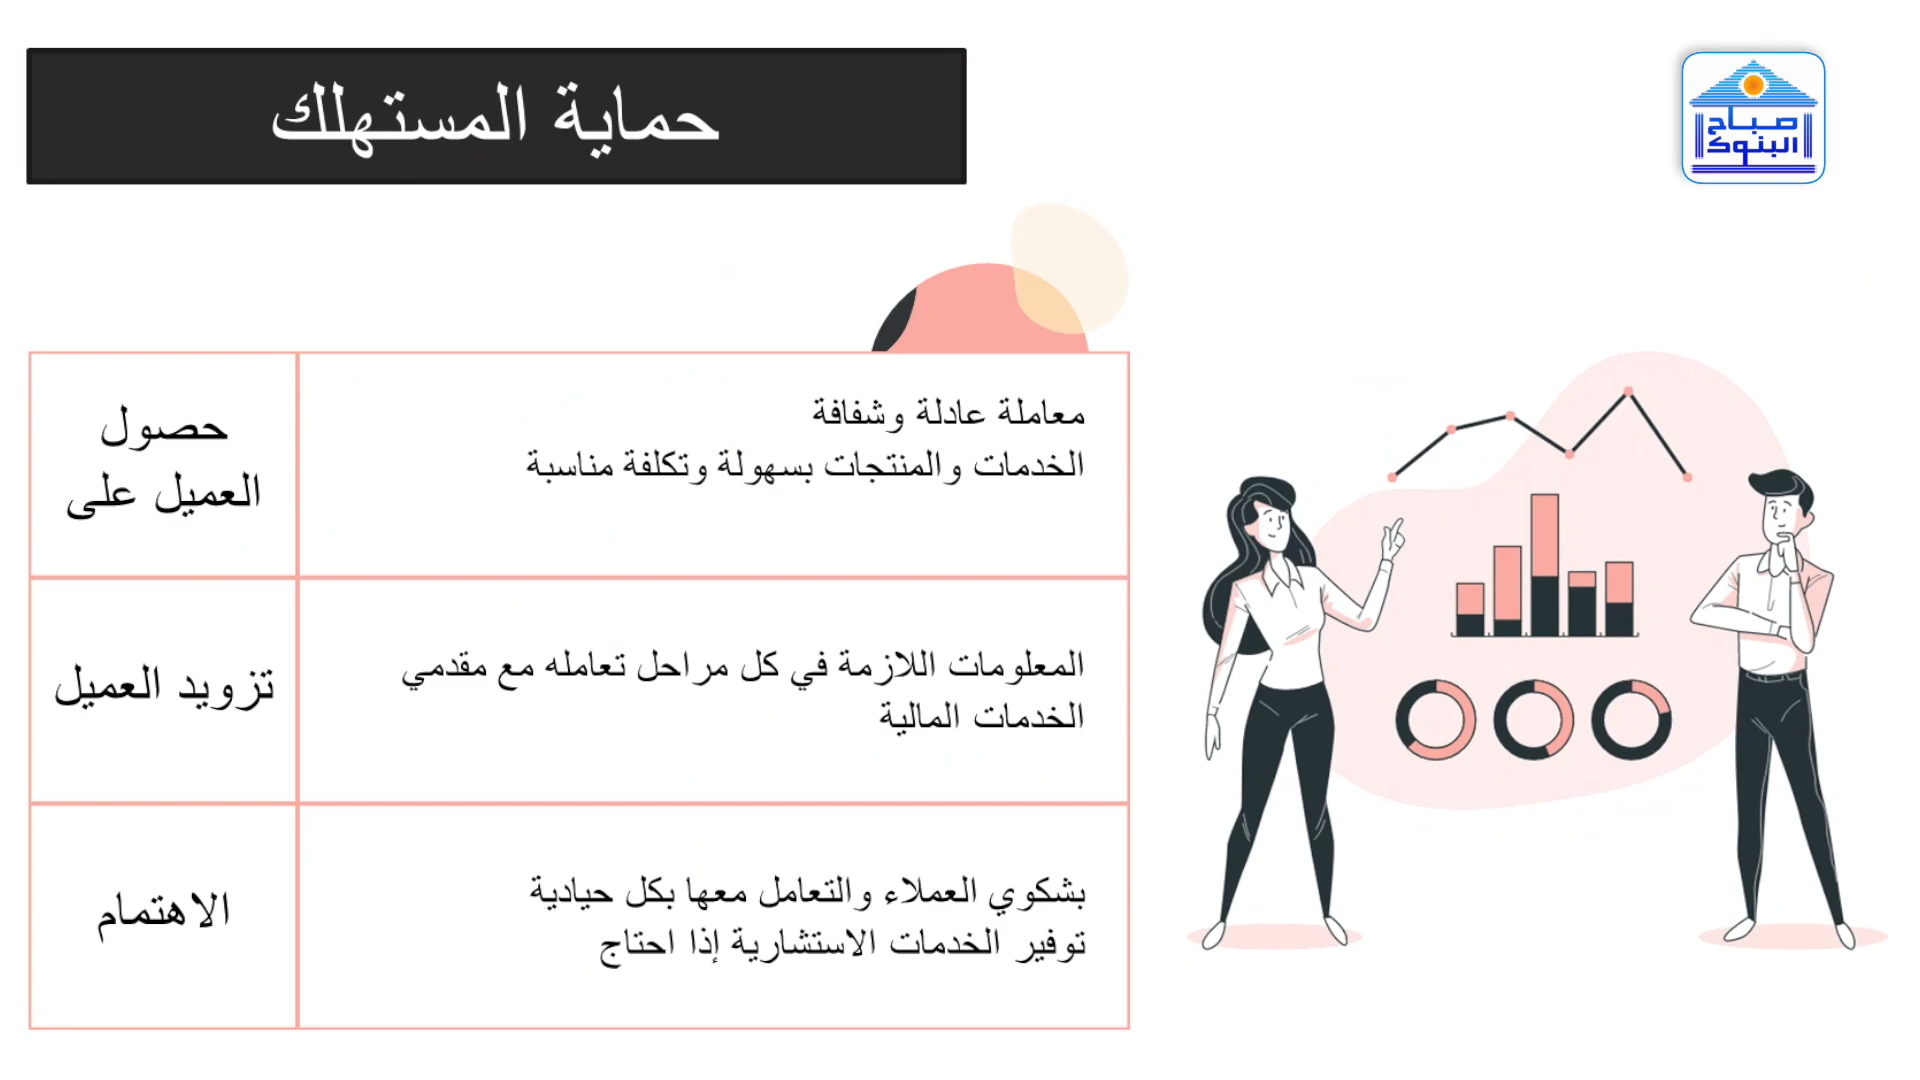 حماية المستهلك
صباح
البنوك
حصول
العميل على
معاملة عادلة وشفافة
الخدمات والمنتجات بسهولة وتكلفة مناسبة
تزويد العميل
المعلومات اللازمة في كل مراحل تعامله مع مقدمي
الخدمات المالية
الاهتمام
بشكوي العملاء والتعامل معها بكل حيادية
توفير الخدمات الاستشارية إذا احتاج